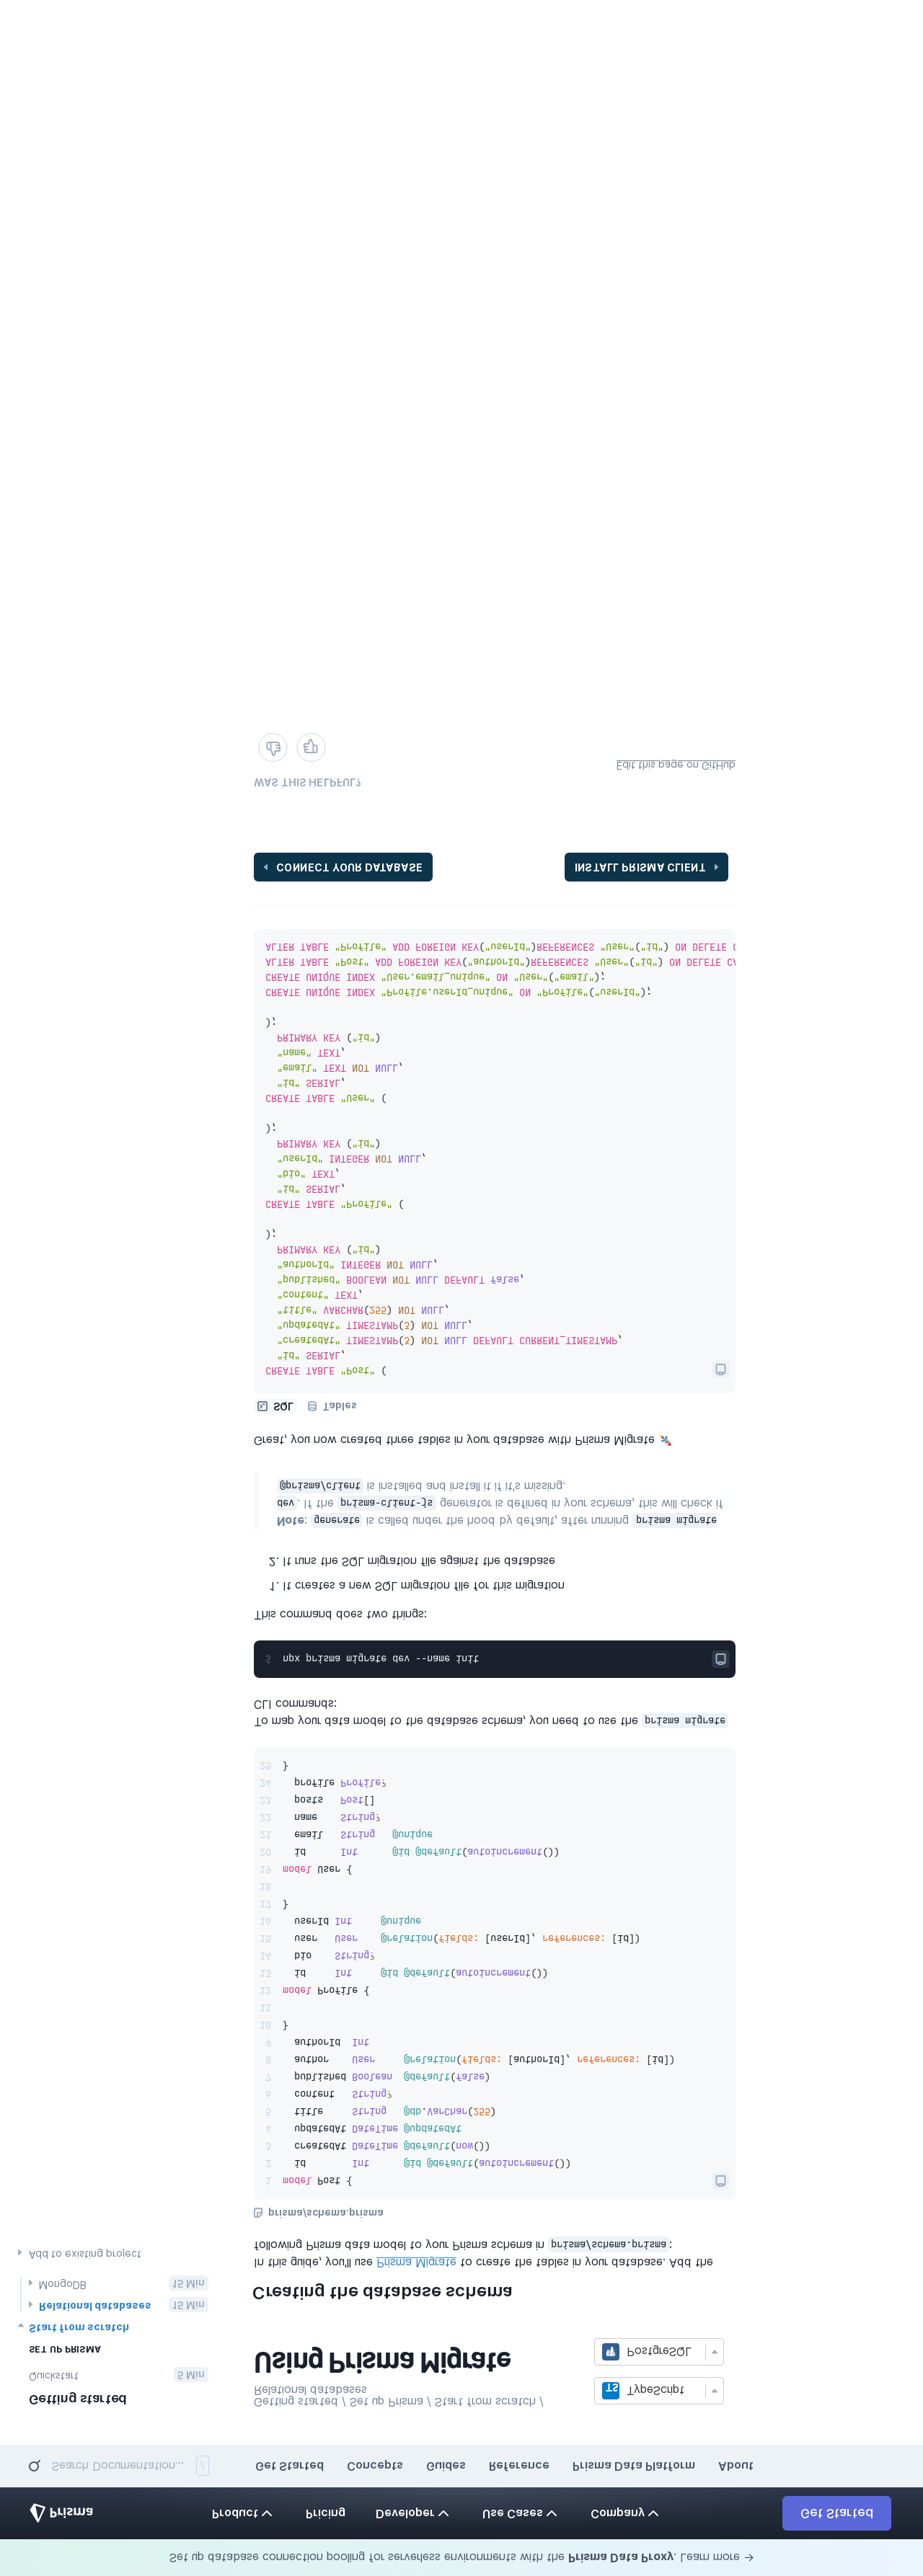 Set up database connection pooling for serverless environments with the Prisma Data Proxy. Learn more →
Prisma
Product
Pricing
Developer
Use Cases
Company
Get Started
Search Documentation... /
Get Started
Concepts
Guides
Reference
Prisma Data Platform
About
Getting started
Quickstart 5 Min
SET UP PRISMA
Start from scratch
Relational databases 15 Min
MongoDB 15 Min
Add to existing project
Getting started / Set up Prisma / Start from scratch /
Relational databases
TypeScript
PostgreSQL
Using Prisma Migrate
Creating the database schema
In this guide, you'll use Prisma Migrate to create the tables in your database. Add the
following Prisma data model to your Prisma schema in prisma/schema.prisma:
prisma/schema.prisma
1 model Post {
2   id        Int      @id @default(autoincrement())
3   createdAt DateTime @default(now())
4   updatedAt DateTime @updatedAt
5   title     String   @db.VarChar(255)
6   content   String?
7   published Boolean  @default(false)
8   author    User     @relation(fields: [authorId], references: [id])
9   authorId  Int
10 }
11
12 model Profile {
13   id     Int     @id @default(autoincrement())
14   bio    String?
15   user   User    @relation(fields: [userId], references: [id])
16   userId Int     @unique
17 }
18
19 model User {
20   id      Int      @id @default(autoincrement())
21   email   String   @unique
22   name    String?
23   posts   Post[]
24   profile Profile?
25 }
To map your data model to the database schema, you need to use the prisma migrate
CLI commands:
$ npx prisma migrate dev --name init
This command does two things:
1. It creates a new SQL migration file for this migration
2. It runs the SQL migration file against the database
Note: generate is called under the hood by default, after running prisma migrate
dev. If the prisma-client-js generator is defined in your schema, this will check if
@prisma/client is installed and install it if it's missing.
Great, you now created three tables in your database with Prisma Migrate 🚀
SQL
Tables
CREATE TABLE "Post" (
  "id" SERIAL,
  "createdAt" TIMESTAMP(3) NOT NULL DEFAULT CURRENT_TIMESTAMP,
  "updatedAt" TIMESTAMP(3) NOT NULL,
  "title" VARCHAR(255) NOT NULL,
  "content" TEXT,
  "published" BOOLEAN NOT NULL DEFAULT false,
  "authorId" INTEGER NOT NULL,
  PRIMARY KEY ("id")
);
CREATE TABLE "Profile" (
  "id" SERIAL,
  "bio" TEXT,
  "userId" INTEGER NOT NULL,
  PRIMARY KEY ("id")
);
CREATE TABLE "User" (
  "id" SERIAL,
  "email" TEXT NOT NULL,
  "name" TEXT,
  PRIMARY KEY ("id")
);
CREATE UNIQUE INDEX "Profile.userId_unique" ON "Profile"("userId");
CREATE UNIQUE INDEX "User.email_unique" ON "User"("email");
ALTER TABLE "Post" ADD FOREIGN KEY("authorId")REFERENCES "User"("id") ON DELETE CA
ALTER TABLE "Profile" ADD FOREIGN KEY("userId")REFERENCES "User"("id") ON DELETE
CONNECT YOUR DATABASE
INSTALL PRISMA CLIENT
WAS THIS HELPFUL?
Edit this page on GitHub